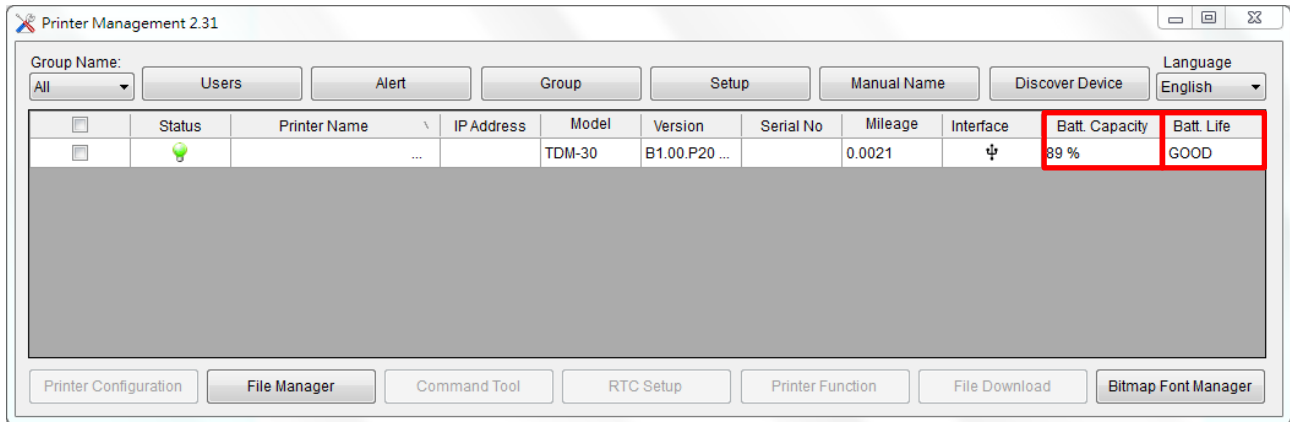 Printer Management 2.31
Group Name:
Language
All Users Alert Group Setup Manual Name Discover Device English
Status Printer Name IP Address Model Version Serial No Mileage Interface Batt. Capacity Batt. Life
... TDM-30 B1.00.P20 ... 0.0021 89 % GOOD
Printer Configuration File Manager Command Tool RTC Setup Printer Function File Download Bitmap Font Manager